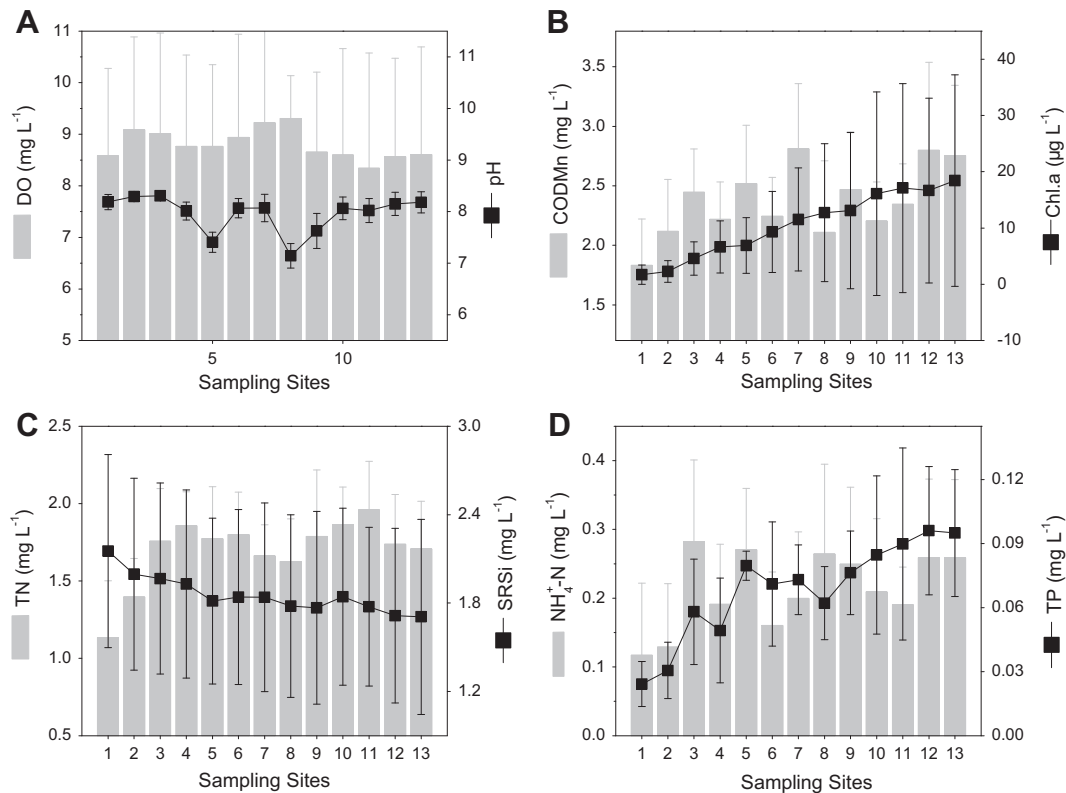 A
11
10
9
8
7
6
5
DO (mg L⁻¹)
11
10
9
8
7
6
pH
5 10
Sampling Sites
B
3.5
3.0
2.5
2.0
1.5
CODMn (mg L⁻¹)
40
30
20
10
0
-10
Chl.a (µg L⁻¹)
1 2 3 4 5 6 7 8 9 10 11 12 13
Sampling Sites
C
2.5
2.0
1.5
1.0
0.5
TN (mg L⁻¹)
3.0
2.4
1.8
1.2
SRSi (mg L⁻¹)
1 2 3 4 5 6 7 8 9 10 11 12 13
Sampling Sites
D
0.4
0.3
0.2
0.1
0.0
NH₄⁺-N (mg L⁻¹)
0.12
0.09
0.06
0.03
0.00
TP (mg L⁻¹)
1 2 3 4 5 6 7 8 9 10 11 12 13
Sampling Sites